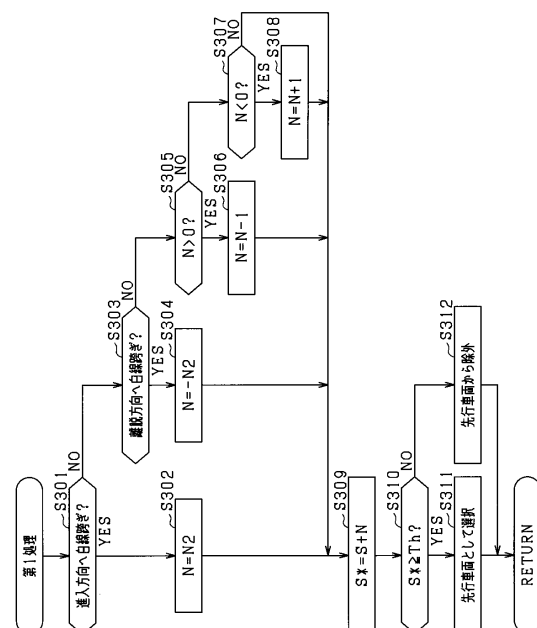 第1処理
S301
進入方向へ白線跨ぎ?
NO
YES
S302
N=N2
S303
離脱方向へ白線跨ぎ?
NO
YES
S304
N=-N2
S305
N>0?
NO
YES
S306
N=N-1
S307
N<0?
NO
YES
S308
N=N+1
S309
S*=S+N
S310
S*≧Th?
NO
YES
S311
先行車両として選択
S312
先行車両から除外
RETURN